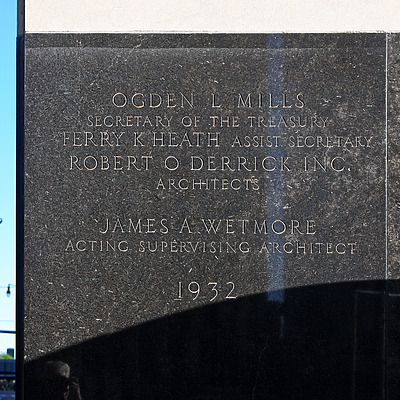 OGDEN L MILLS
SECRETARY OF THE TREASURY
FERRY K HEATH ASSIST. SECRETARY
ROBERT O DERRICK INC.
ARCHITECTS
JAMES A. WETMORE
ACTING SUPERVISING ARCHITECT
1932